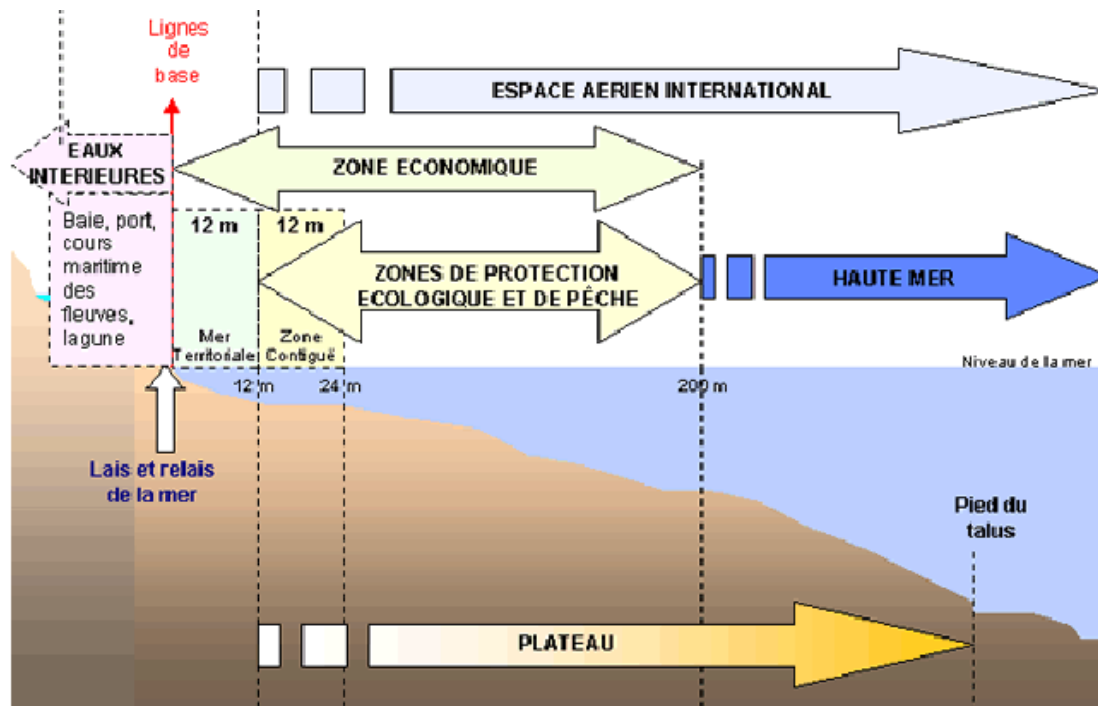 Lignes
de
base
ESPACE AERIEN INTERNATIONAL
EAUX
INTERIEURES
ZONE ECONOMIQUE
Baie, port,
cours
maritime
des
fleuves,
lagune
12 m
12 m
ZONES DE PROTECTION
ECOLOGIQUE ET DE PÊCHE
HAUTE MER
Mer
Territoriale
Zone
Contiguë
Niveau de la mer
12 m
24 m
200 m
Lais et relais
de la mer
Pied du
talus
PLATEAU